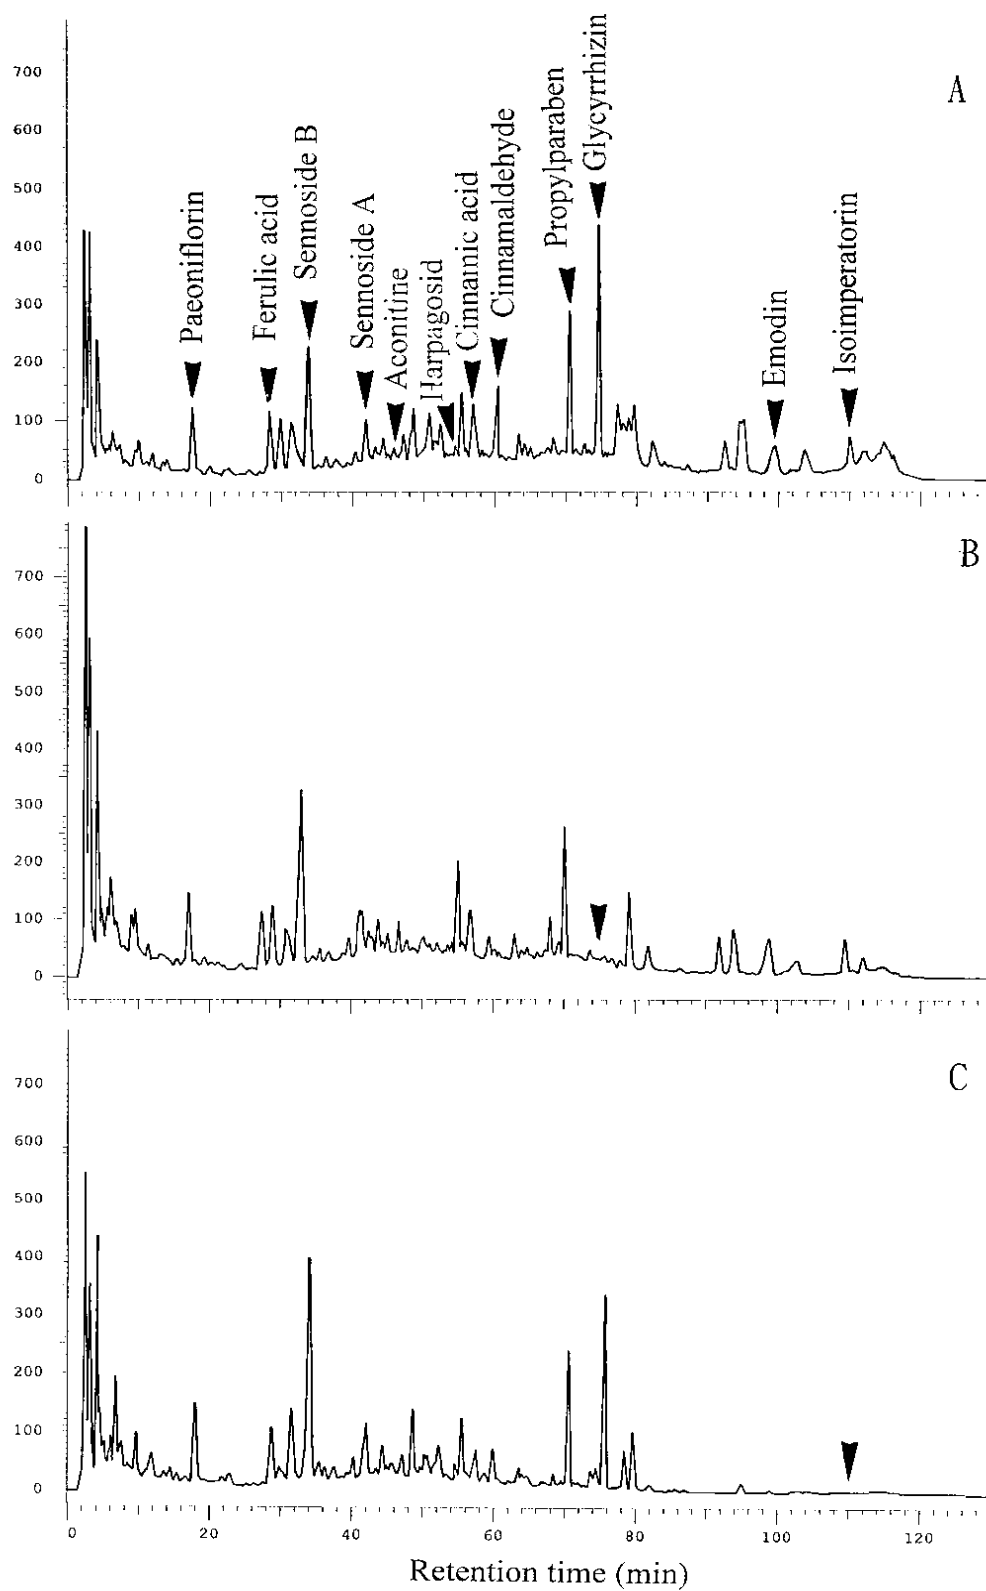 A
700
600
500
400
300
200
100
0
Paeoniflorin
Ferulic acid
Sennoside B
Sennoside A
Aconitine
Harpagosid
Cinnamic acid
Cinnamaldehyde
Propylparaben
Glycyrrhizin
Emodin
Isoimperatorin
B
700
600
500
400
300
200
100
0
C
700
600
500
400
300
200
100
0
0 20 40 60 80 100 120
Retention time (min)